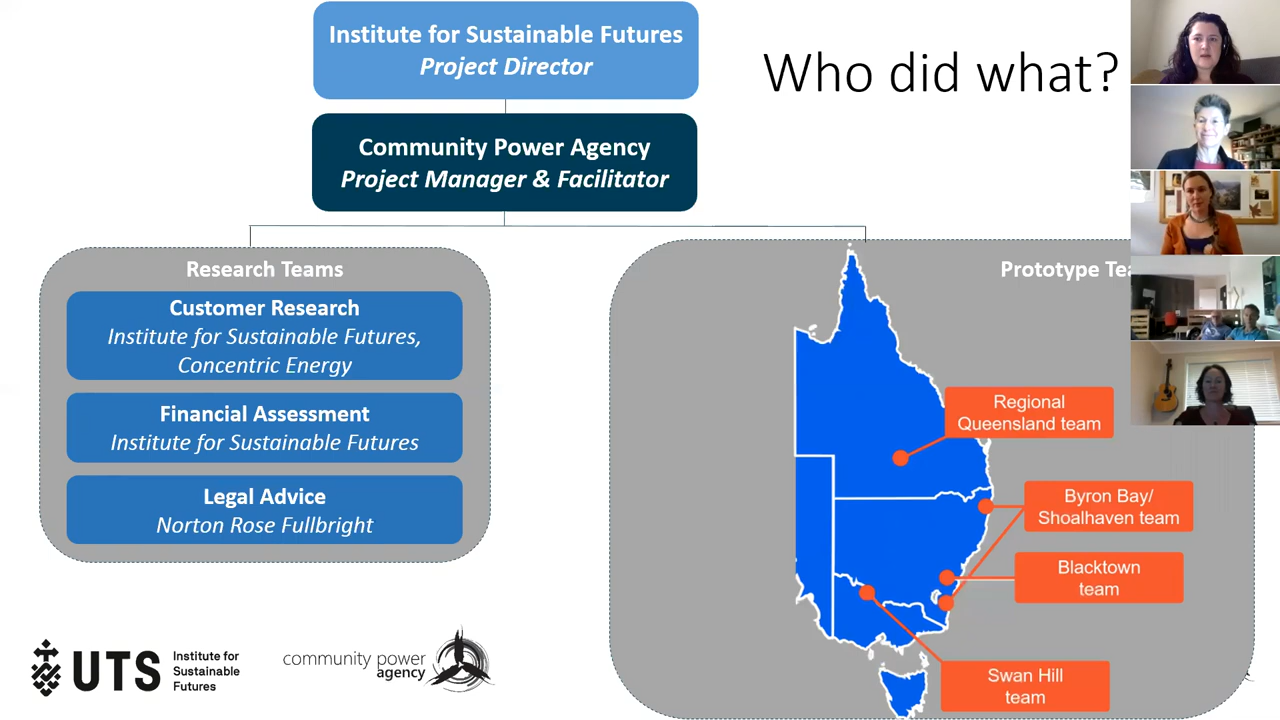 Institute for Sustainable Futures
Project Director
Who did what?
Community Power Agency
Project Manager & Facilitator
Research Teams
Customer Research
Institute for Sustainable Futures,
Concentric Energy
Financial Assessment
Institute for Sustainable Futures
Legal Advice
Norton Rose Fullbright
Prototype
Regional
Queensland team
Byron Bay/
Shoalhaven team
Blacktown
team
Swan Hill
team
UTS
Institute for
Sustainable
Futures
community power
agency